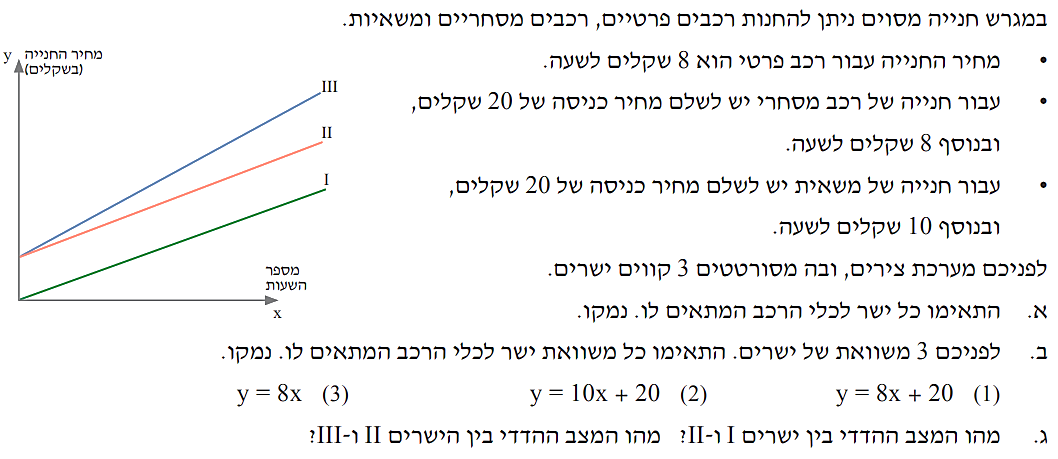 במגרש חנייה מסוים ניתן להחנות רכבים פרטיים, רכבים מסחריים ומשאיות.
• מחיר החנייה עבור רכב פרטי הוא 8 שקלים לשעה.
• עבור חנייה של רכב מסחרי יש לשלם מחיר כניסה של 20 שקלים,
ובנוסף 8 שקלים לשעה.
• עבור חנייה של משאית יש לשלם מחיר כניסה של 20 שקלים,
ובנוסף 10 שקלים לשעה.
לפניכם מערכת צירים, ובה מסורטטים 3 קווים ישרים.
א. התאימו כל ישר לכלי הרכב המתאים לו. נמקו.
ב. לפניכם 3 משוואת של ישרים. התאימו כל משוואת ישר לכלי הרכב המתאים לו. נמקו.
(1) y = 8x + 20 (2) y = 10x + 20 (3) y = 8x
ג. מהו המצב ההדדי בין ישרים I ו-II? מהו המצב ההדדי בין הישרים II ו-III?
y
מחיר החנייה
(בשקלים)
III
II
I
מספר
השעות
x